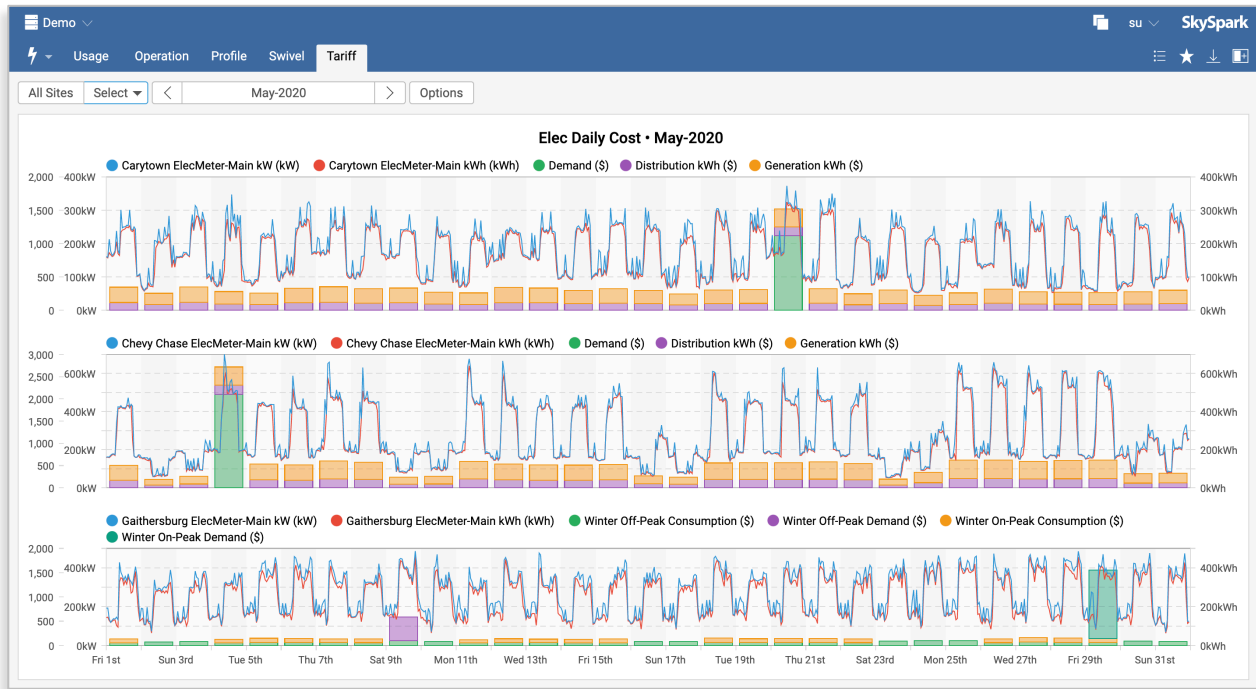 Demo su SkySpark
Usage Operation Profile Swivel Tariff
All Sites Select May-2020 Options
Elec Daily Cost • May-2020
Carytown ElecMeter-Main kW (kW) Carytown ElecMeter-Main kWh (kWh) Demand ($) Distribution kWh ($) Generation kWh ($)
2,000 400kW 400kWh
1,500 300kW 300kWh
1,000 200kW 200kWh
500 100kW 100kWh
0 0kW 0kWh
Chevy Chase ElecMeter-Main kW (kW) Chevy Chase ElecMeter-Main kWh (kWh) Demand ($) Distribution kWh ($) Generation kWh ($)
3,000
2,500 600kW 600kWh
2,000
400kW 400kWh
1,500
1,000 200kW 200kWh
500
0 0kW 0kWh
Gaithersburg ElecMeter-Main kW (kW) Gaithersburg ElecMeter-Main kWh (kWh) Winter Off-Peak Consumption ($) Winter Off-Peak Demand ($) Winter On-Peak Consumption ($)
Winter On-Peak Demand ($)
2,000
400kW 400kWh
1,500
1,000
200kW 200kWh
500
0 0kW 0kWh
Fri 1st Sun 3rd Tue 5th Thu 7th Sat 9th Mon 11th Wed 13th Fri 15th Sun 17th Tue 19th Thu 21st Sat 23rd Mon 25th Wed 27th Fri 29th Sun 31st